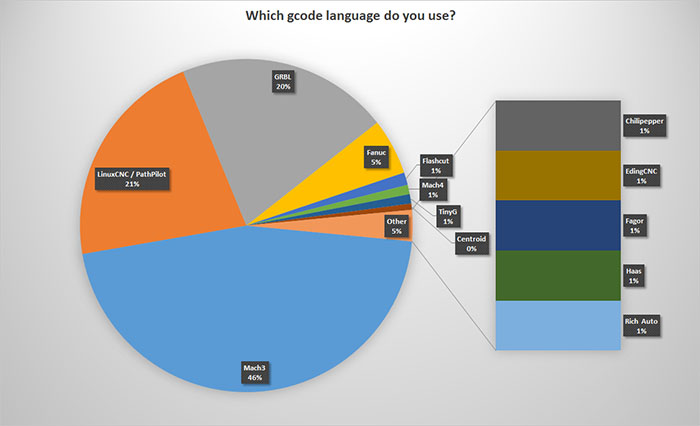 Which gcode language do you use?
GRBL
20%
Fanuc
5%
Flashcut
1%
Mach4
1%
TinyG
1%
Centroid
0%
Other
5%
LinuxCNC / PathPilot
21%
Mach3
46%
Chilipepper
1%
EdingCNC
1%
Fagor
1%
Haas
1%
Rich Auto
1%